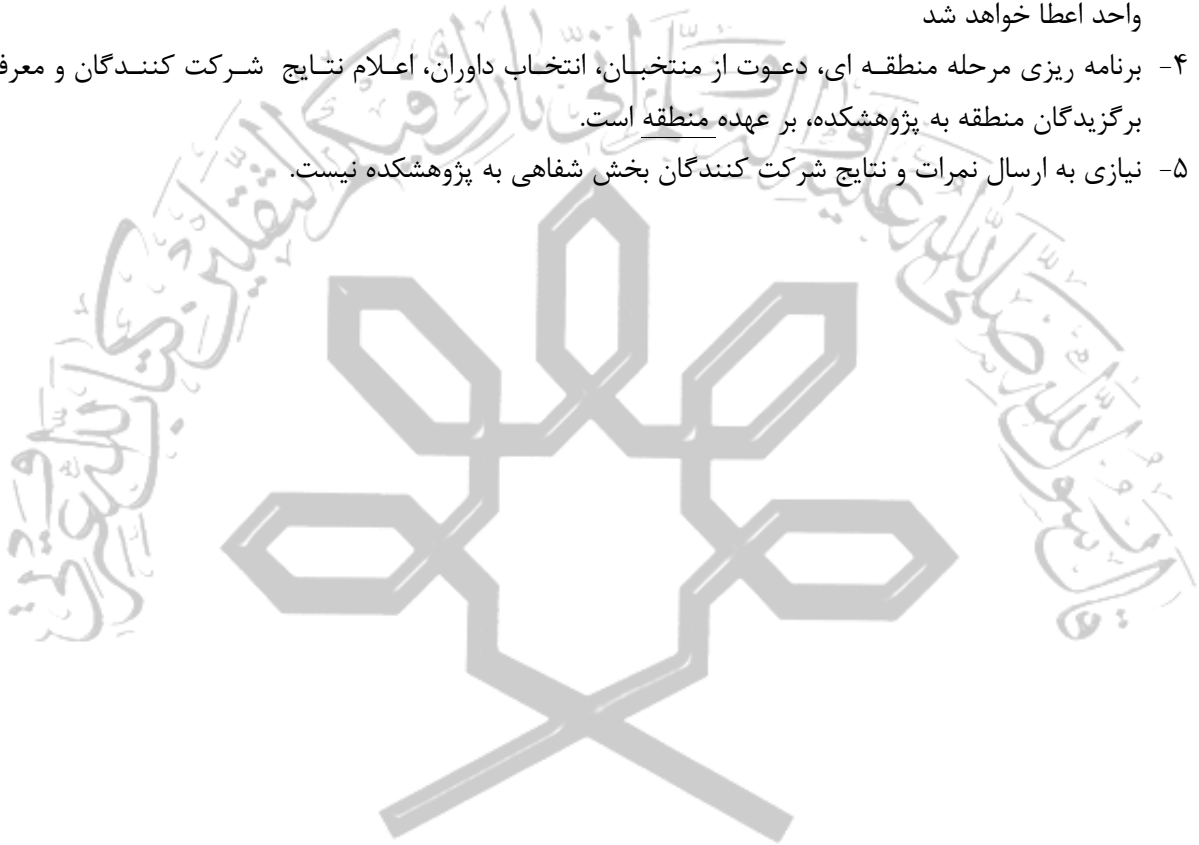 واحد اعطا خواهد شد
۴- برنامه ریزی مرحله منطقه ای، دعوت از منتخبان، انتخاب داوران، اعلام نتایج شرکت کنندگان و معرف
برگزیدگان منطقه به پژوهشکده، بر عهده منطقه است.
۵- نیازی به ارسال نمرات و نتایج شرکت کنندگان بخش شفاهی به پژوهشکده نیست.